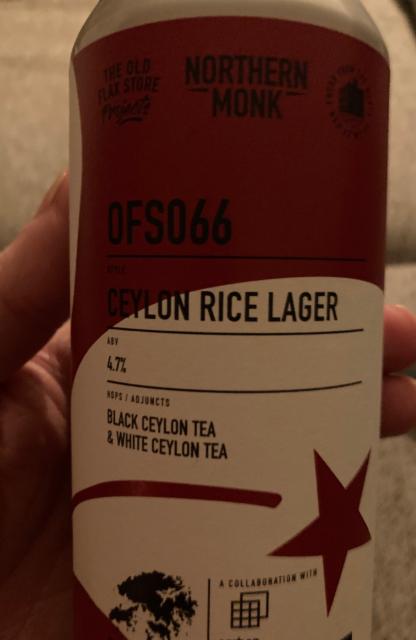 THE OLD
FLAX STORE
Projects
NORTHERN
MONK
OFS066
STYLE
CEYLON RICE LAGER
ABV
4.7%
HOPS / ADJUNCTS
BLACK CEYLON TEA
& WHITE CEYLON TEA
A COLLABORATION WITH